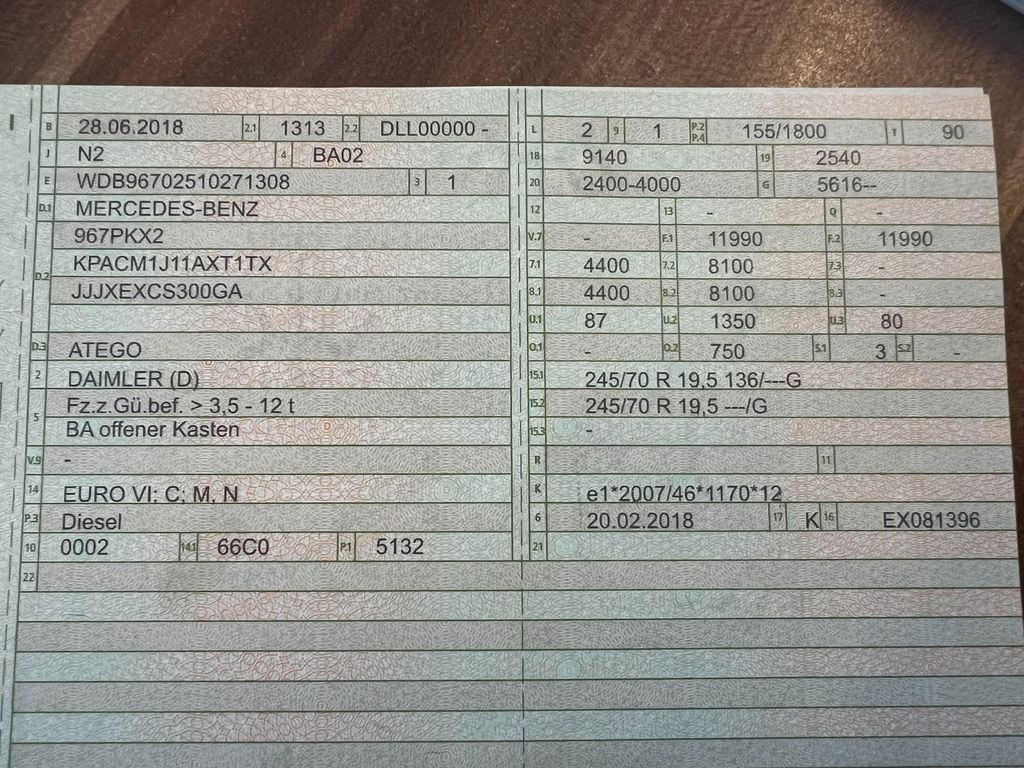 B 28.06.2018 2.1 1313 2.2 DLL00000 -
J N2 4 BA02
E WDB96702510271308 3 1
D.1 MERCEDES-BENZ
967PKX2
D.2 KPACM1J11AXT1TX
JJJXEXCS300GA
D.3 ATEGO
2 DAIMLER (D)
5 Fz.z.Gü.bef. > 3,5 - 12 t
BA offener Kasten
V.9 -
14 EURO VI; C; M, N
P.3 Diesel
10 0002 14.1 66C0 P.1 5132
22
L 2 9 1 P.2 P.4 155/1800 T 90
18 9140 19 2540
20 2400-4000 G 5616--
12 13 - Q -
V.7 - F.1 11990 F.2 11990
7.1 4400 7.2 8100 7.3 -
8.1 4400 8.2 8100 8.3 -
U.1 87 U.2 1350 U.3 80
O.1 - O.2 750 S.1 3 S.2 -
15.1 245/70 R 19,5 136/---G
15.2 245/70 R 19,5 ---/G
15.3 -
R 11
K e1*2007/46*1170*12
6 20.02.2018 17 K 16 EX081396
21